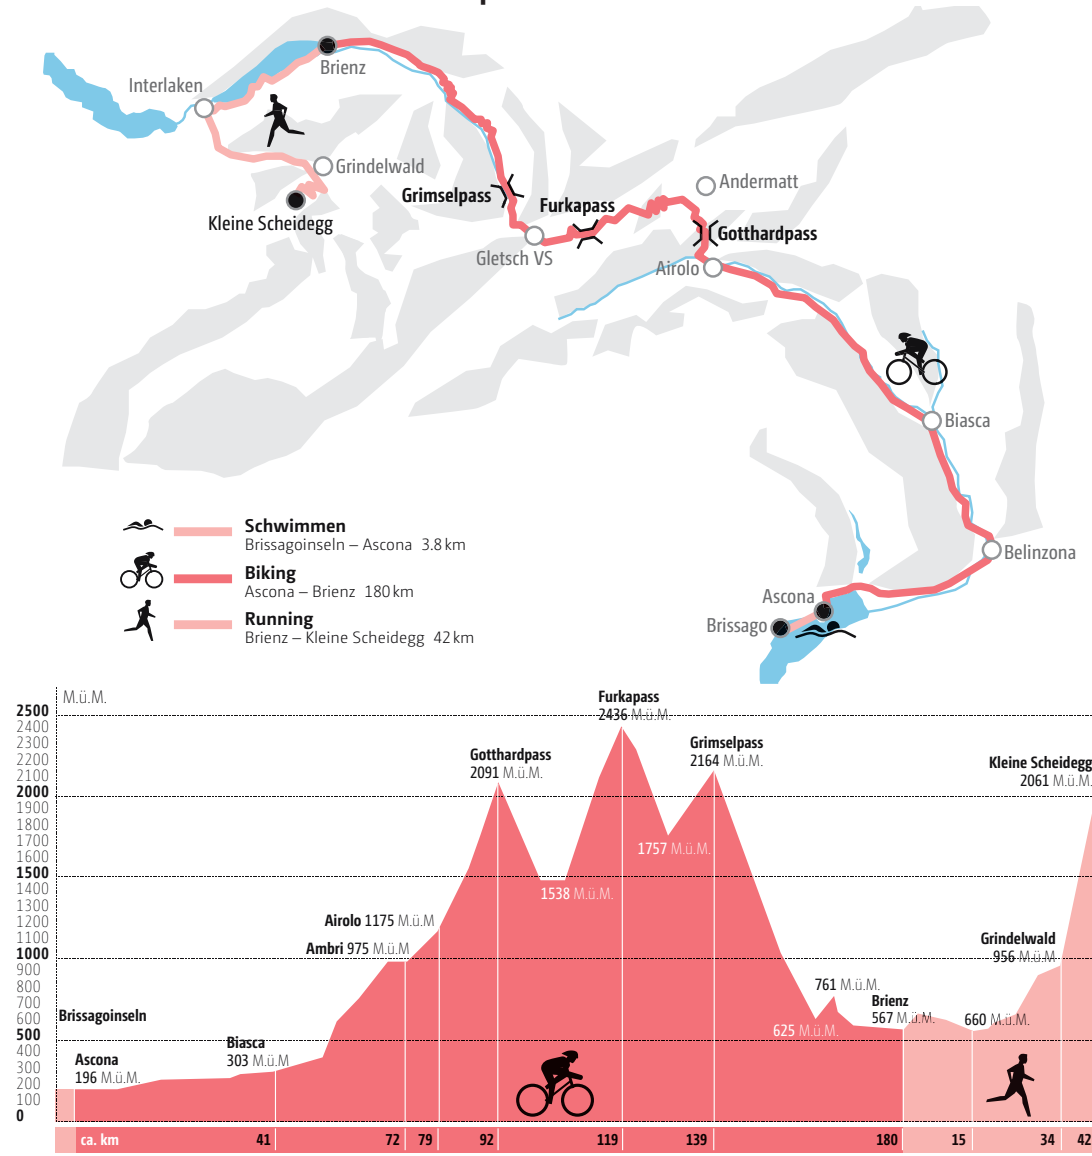 Brienz
Interlaken
Grindelwald
Kleine Scheidegg
Grimselpass
Furkapass
Andermatt
Gotthardpass
Gletsch VS
Airolo
Biasca
Belinzona
Ascona
Brissago
Schwimmen
Brissagoinseln – Ascona 3.8 km
Biking
Ascona – Brienz 180 km
Running
Brienz – Kleine Scheidegg 42 km
M.ü.M.
2500
2400
2300
2200
2100
2000
1900
1800
1700
1600
1500
1400
1300
1200
1100
1000
900
800
700
600
500
400
300
200
100
0
Brissagoinseln
Ascona
196 M.ü.M.
Biasca
303 M.ü.M
Ambri 975 M.ü.M
Airolo 1175 M.ü.M
Gotthardpass
2091 M.ü.M.
1538 M.ü.M.
Furkapass
2436 M.ü.M.
1757 M.ü.M.
Grimselpass
2164 M.ü.M.
625 M.ü.M.
761 M.ü.M.
Brienz
567 M.ü.M.
660 M.ü.M.
Grindelwald
956 M.ü.M
Kleine Scheidegg
2061 M.ü.M.
ca. km 41 72 79 92 119 139 180 15 34 42